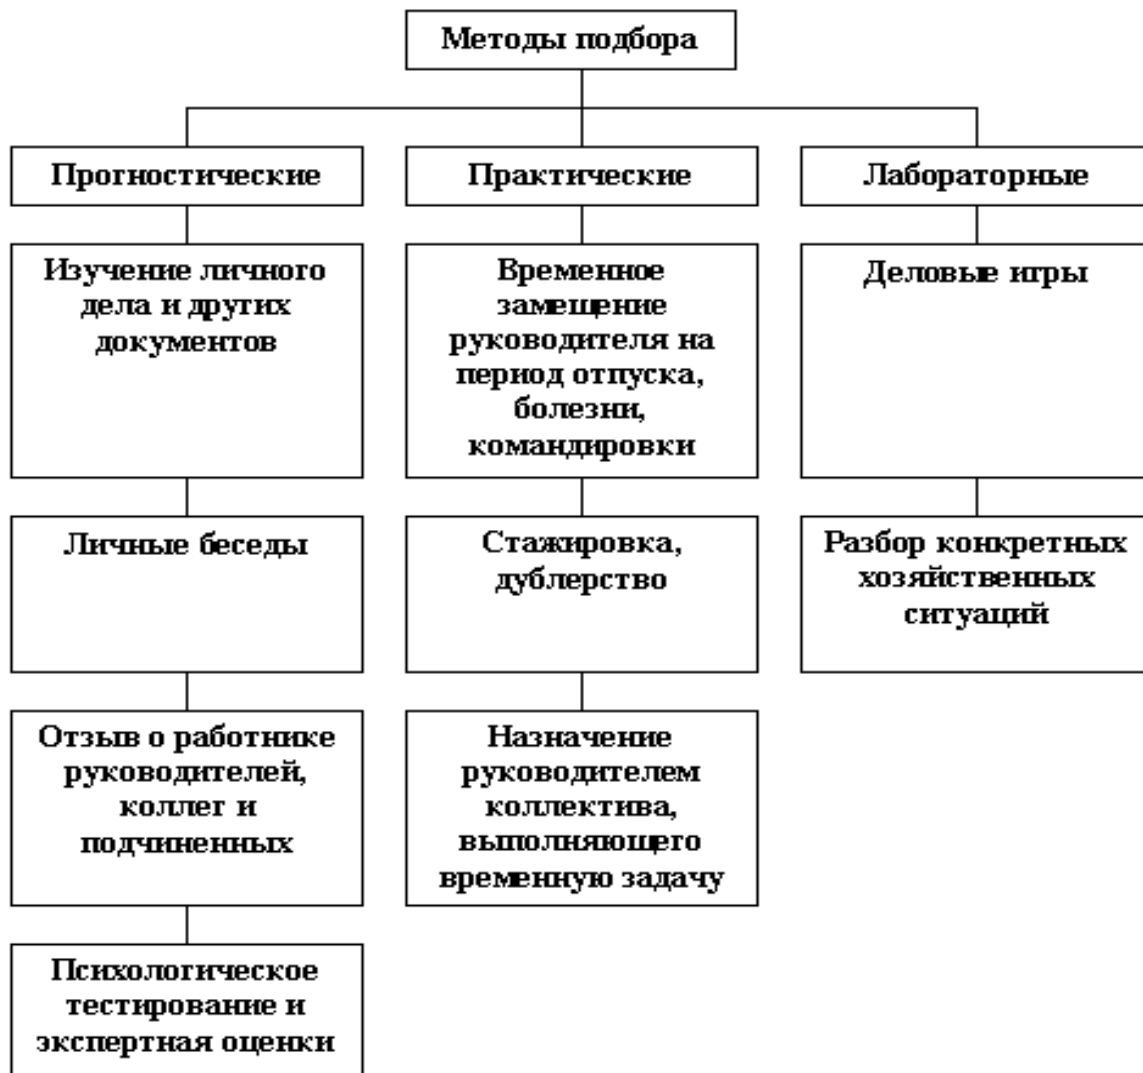 Методы подбора
Прогностические
Практические
Лабораторные
Изучение личного
дела и других
документов
Временное
замещение
руководителя на
период отпуска,
болезни,
командировки
Деловые игры
Личные беседы
Стажировка,
дублерство
Разбор конкретных
хозяйственных
ситуаций
Отзыв о работнике
руководителей,
коллег и
подчиненных
Назначение
руководителем
коллектива,
выполняющего
временную задачу
Психологическое
тестирование и
экспертная оценки